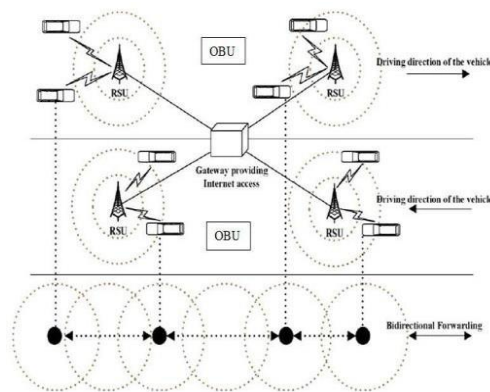 OBU
RSU
RSU
Driving direction of the vehicle
Gateway providing
Internet access
Driving direction of the vehicle
RSU
RSU
OBU
Bidirectional Forwarding